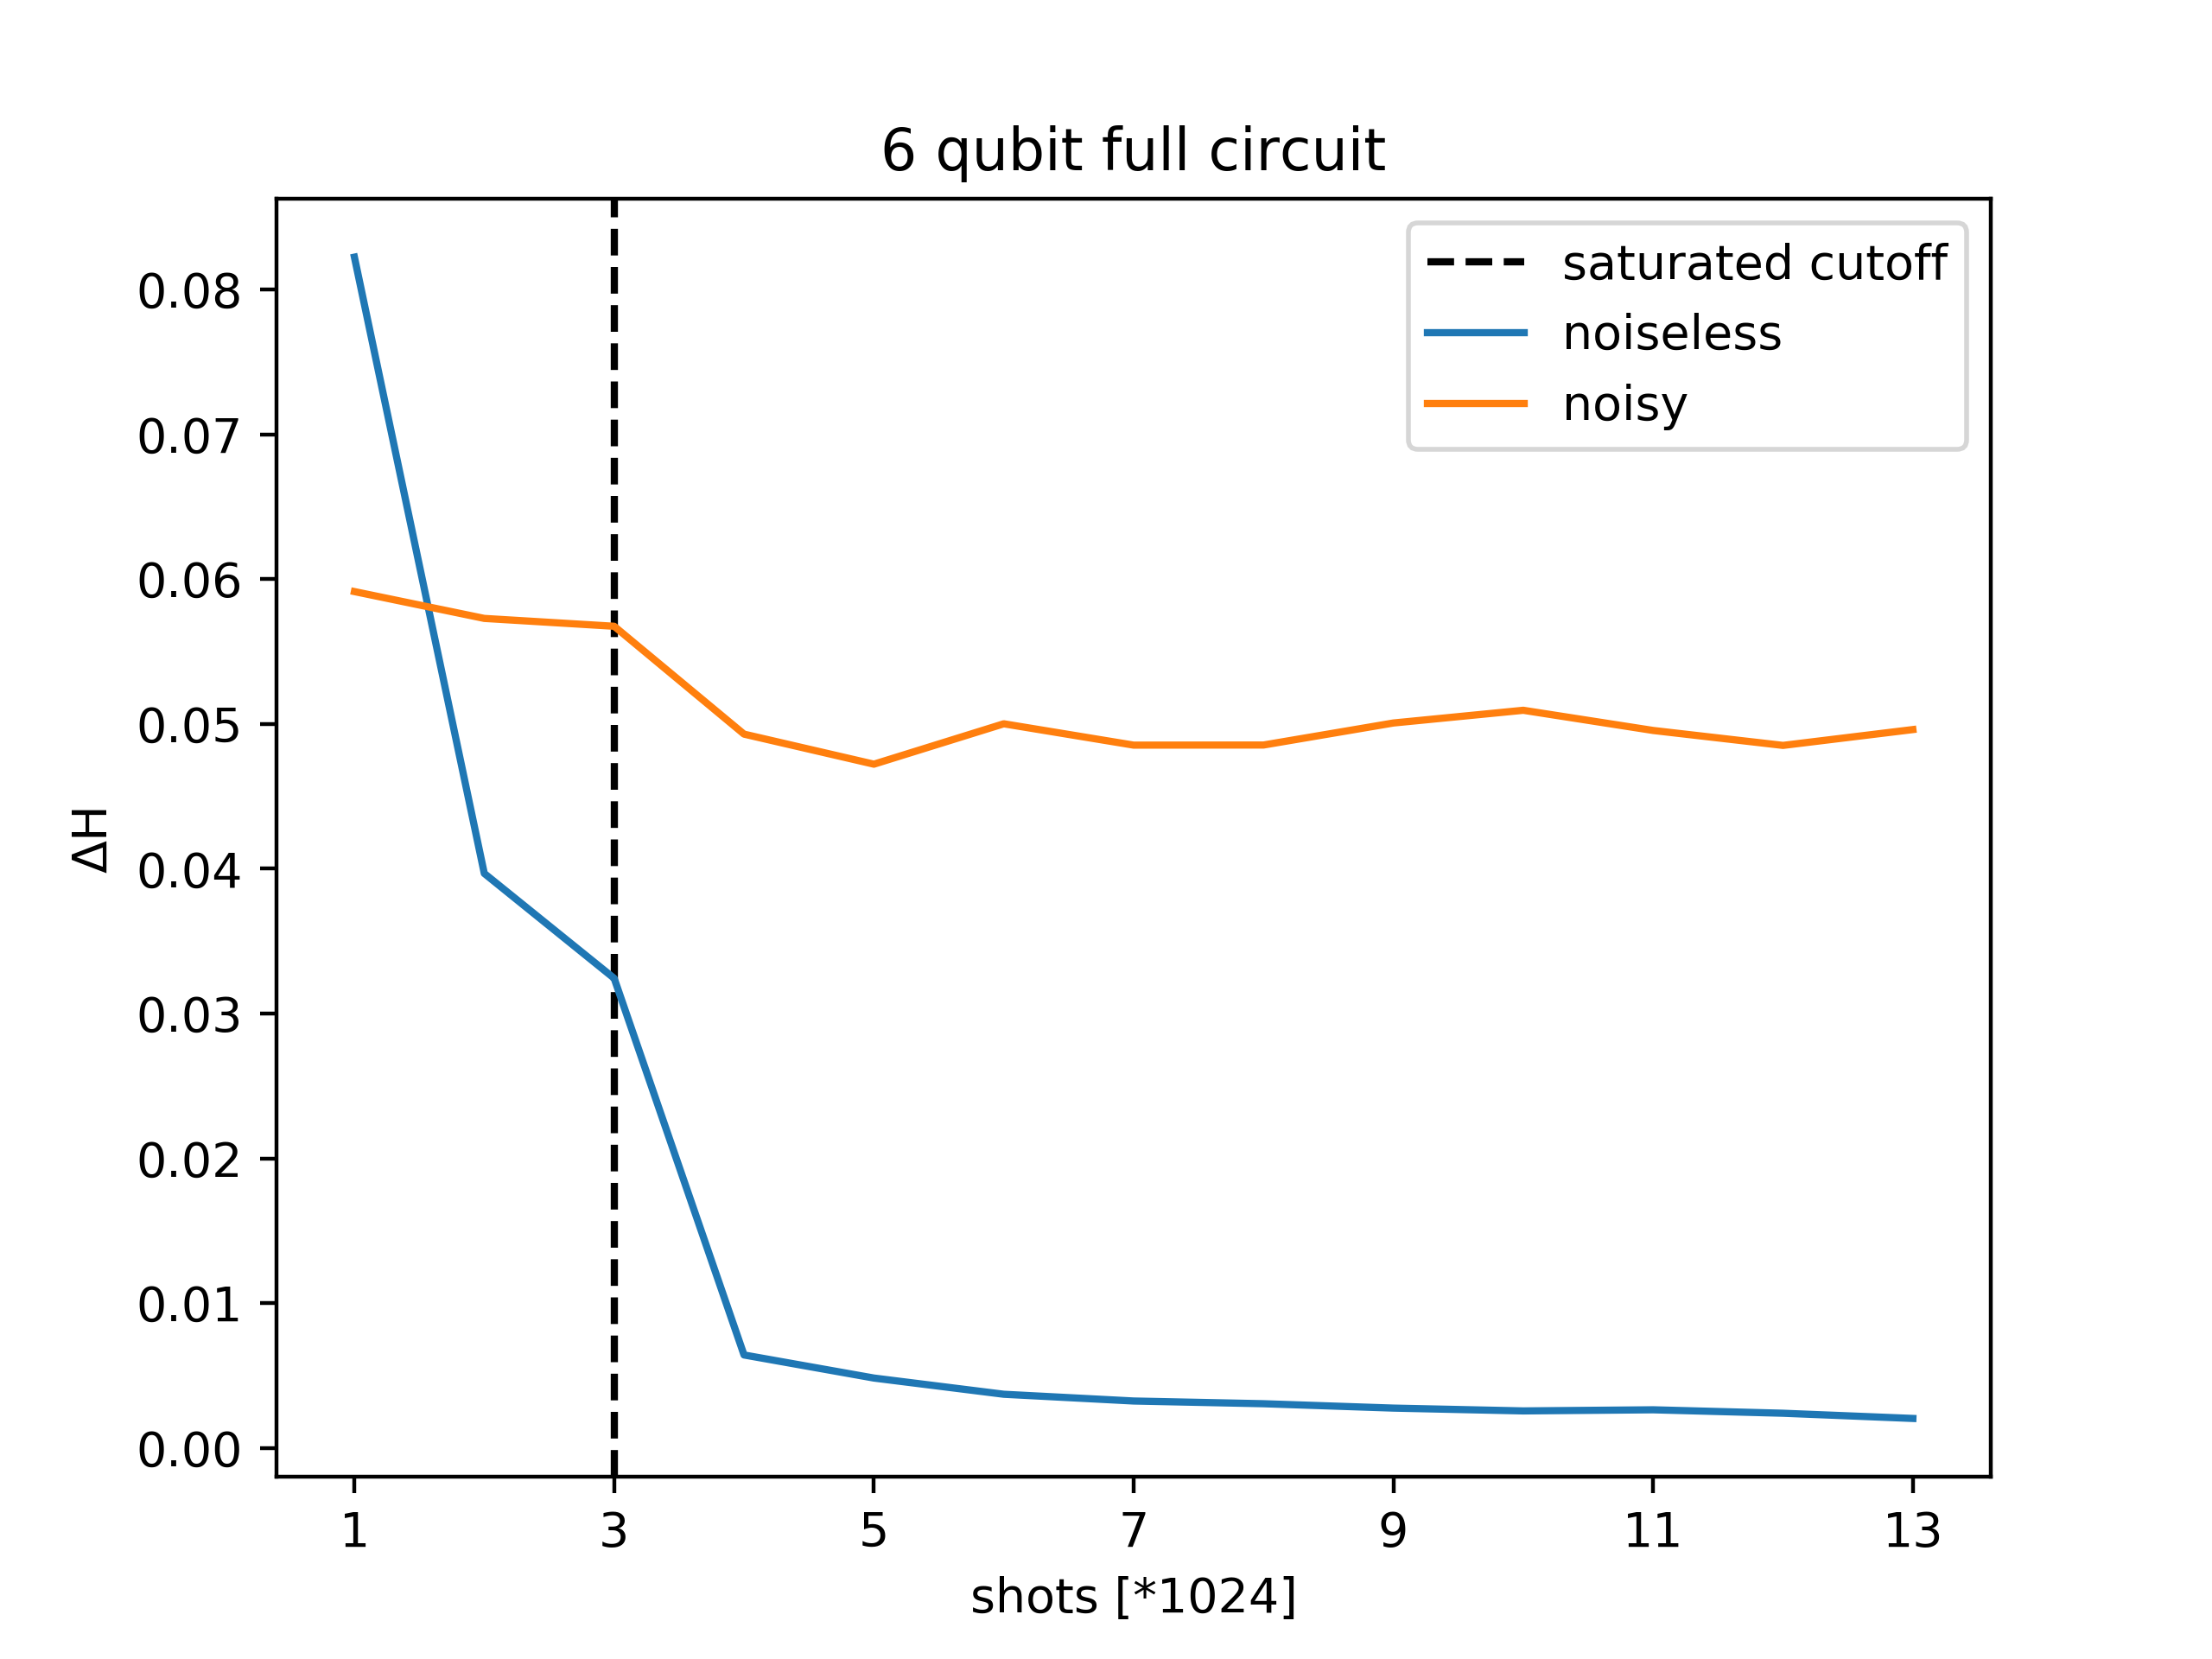 6 qubit full circuit
saturated cutoff
noiseless
noisy
0.08
0.07
0.06
0.05
0.04
0.03
0.02
0.01
0.00
ΔH
1 3 5 7 9 11 13
shots [*1024]